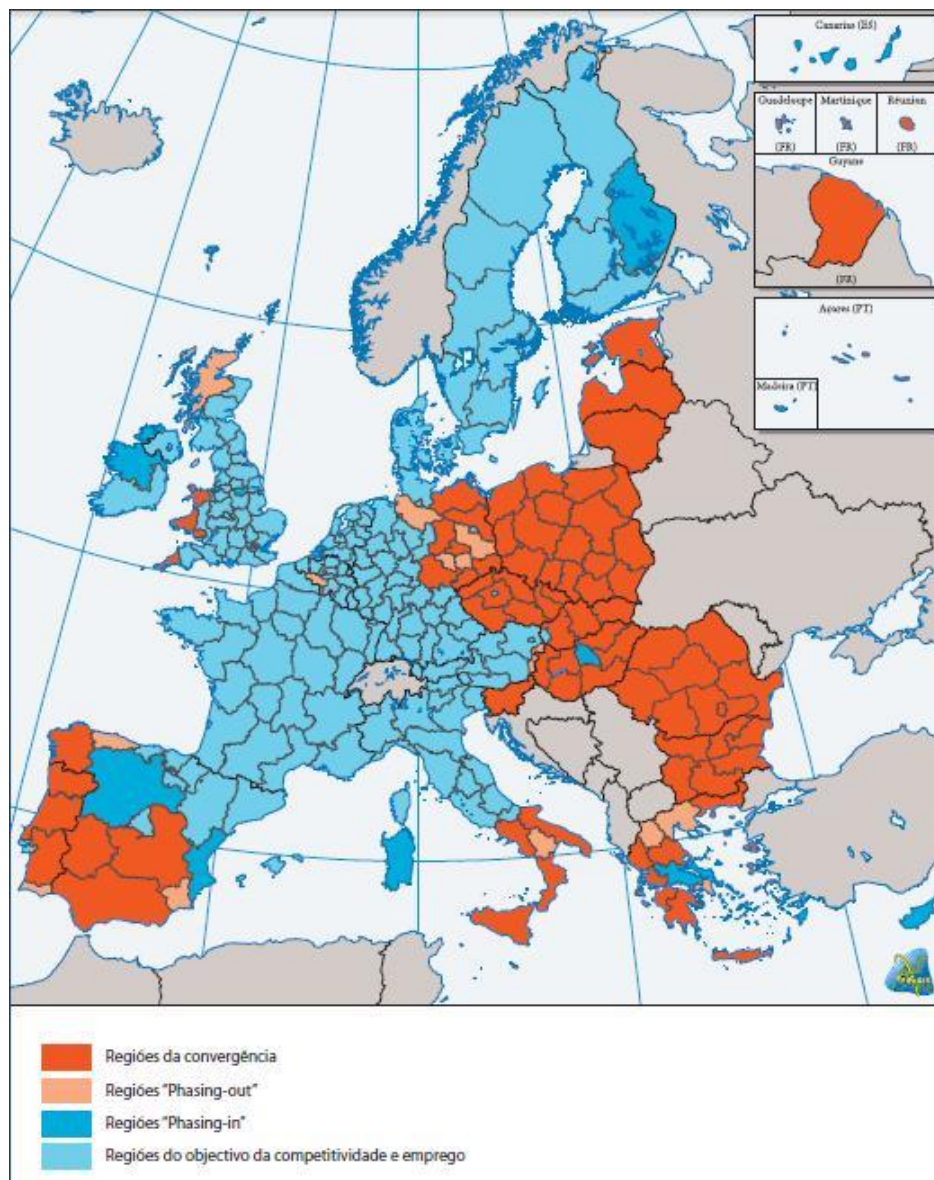 Canarias (ES)
Guadeloupe Martinique Réunion
(FR) (FR) (FR)
Guyane
(FR)
Açores (PT)
Madeira (PT)
Regiões da convergência
Regiões "Phasing-out"
Regiões "Phasing-in"
Regiões do objectivo da competitividade e emprego